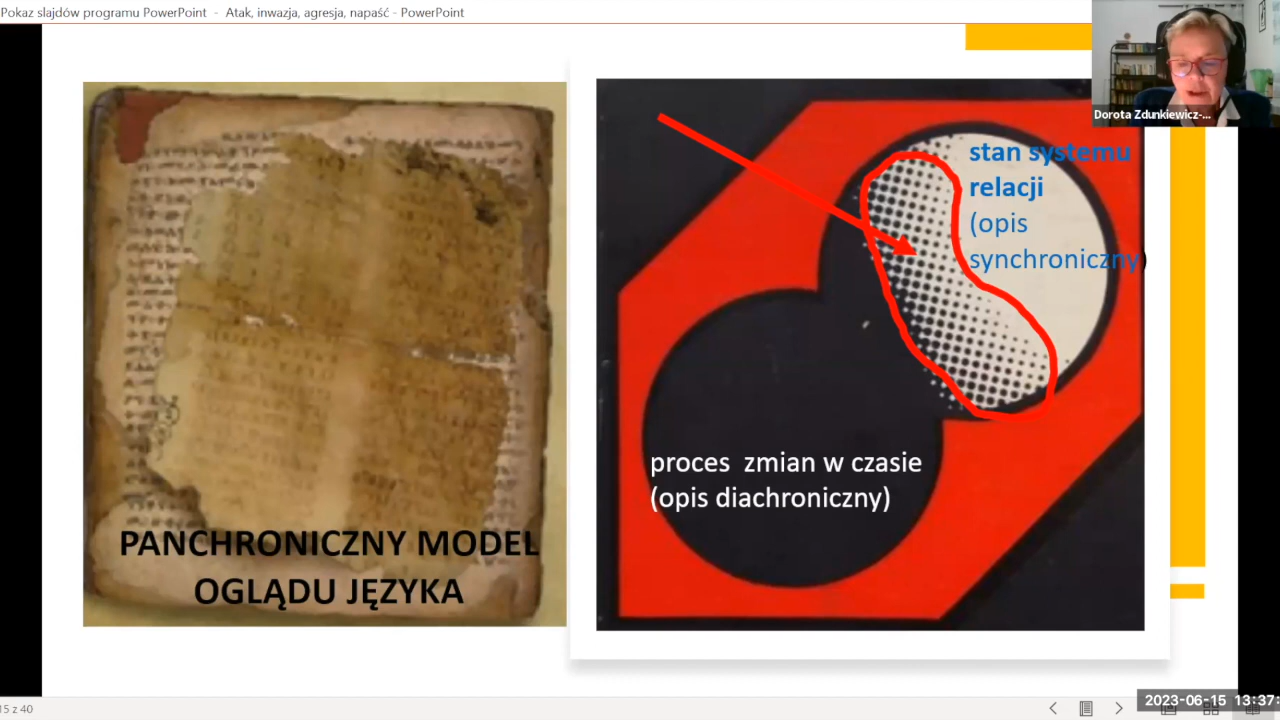 Pokaz slajdów programu PowerPoint - Atak, inwazja, agresja, napaść - PowerPoint
Dorota Zdunkiewicz-...
stan systemu
relacji
(opis
synchroniczny)
proces zmian w czasie
(opis diachroniczny)
PANCHRONICZNY MODEL
OGLĄDU JĘZYKA
15 z 40
2023-06-15 13:37: